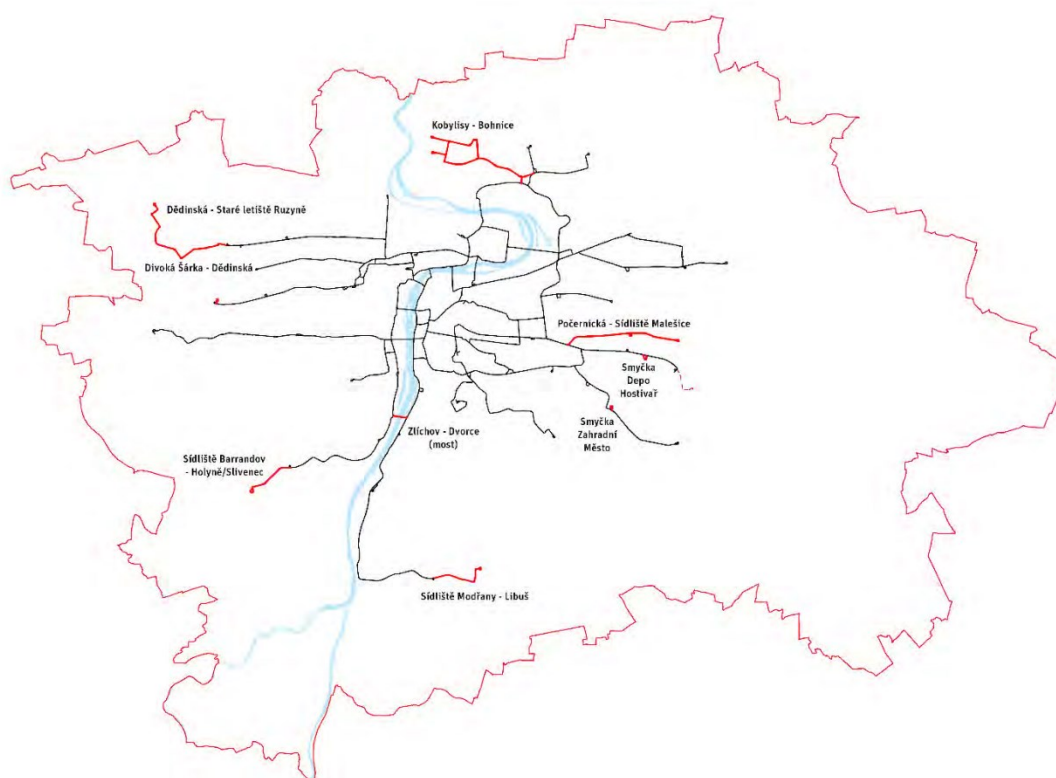 Kobylisy - Bohnice
Dědinská - Staré letiště Ruzyně
Divoká Šárka - Dědinská
Počernická - Sídliště Malešice
Smyčka
Depo
Hostivař
Smyčka
Zahradní
Město
Zlíchov - Dvorce
(most)
Sídliště Barrandov
- Holyně/Slivenec
Sídliště Modřany - Libuš